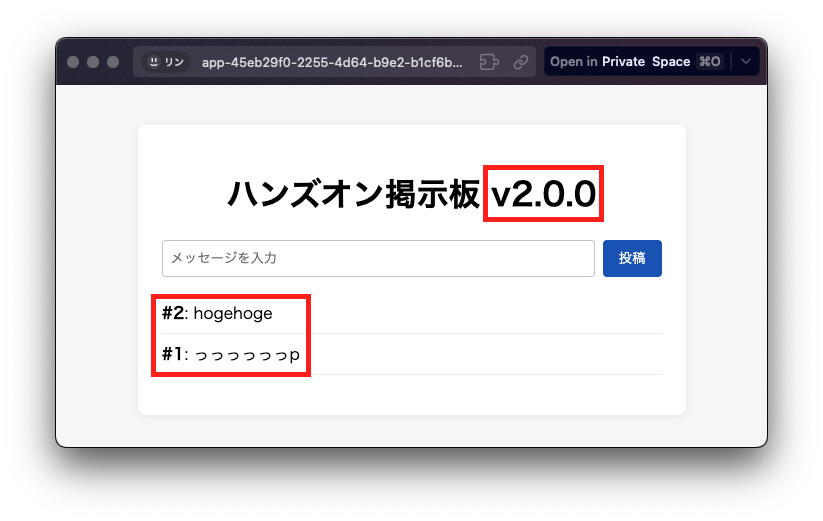 リン app-45eb29f0-2255-4d64-b9e2-b1cf6b... Open in Private Space ⌘O
ハンズオン掲示板 v2.0.0
メッセージを入力 投稿
#2: hogehoge
#1: っっっっっっp